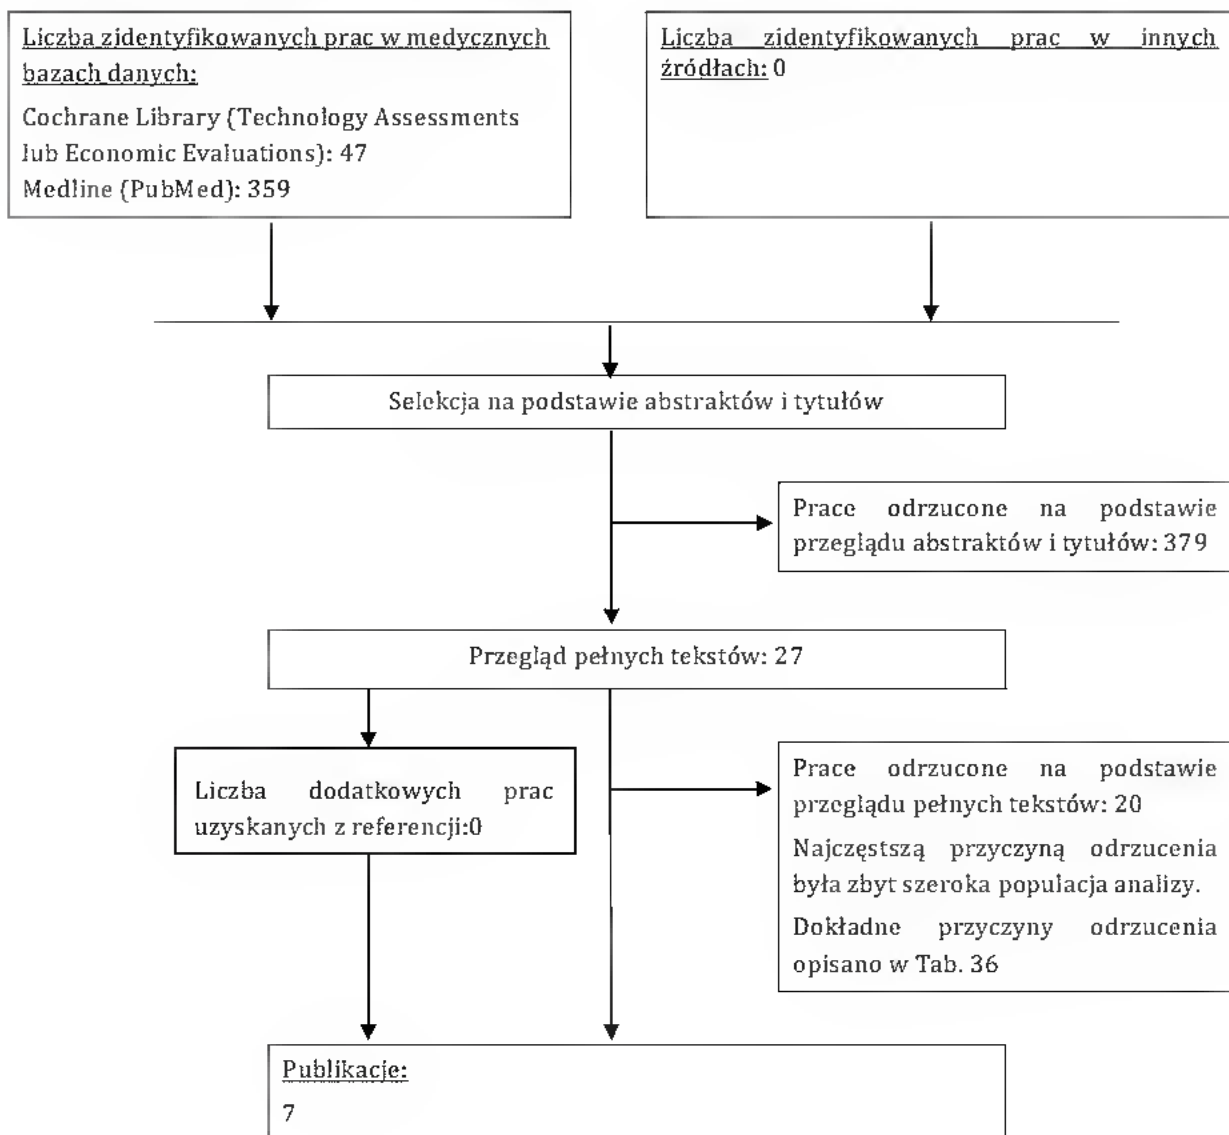 Liczba zidentyfikowanych prac w medycznych
bazach danych:
Cochrane Library (Technology Assessments
lub Economic Evaluations): 47
Medline (PubMed): 359
Liczba zidentyfikowanych prac w innych
źródłach: 0
Selekcja na podstawie abstraktów i tytułów
Prace odrzucone na podstawie
przeglądu abstraktów i tytułów: 379
Przegląd pełnych tekstów: 27
Liczba dodatkowych prac
uzyskanych z referencji:0
Prace odrzucone na podstawie
przeglądu pełnych tekstów: 20
Najczęstszą przyczyną odrzucenia
była zbyt szeroka populacja analizy.
Dokładne przyczyny odrzucenia
opisano w Tab. 36
Publikacje:
7